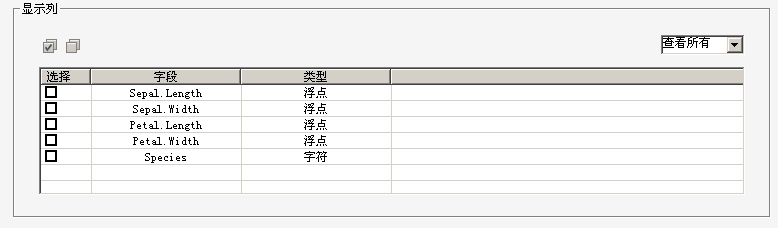 显示列
查看所有
选择 字段 类型
Sepal.Length 浮点
Sepal.Width 浮点
Petal.Length 浮点
Petal.Width 浮点
Species 字符